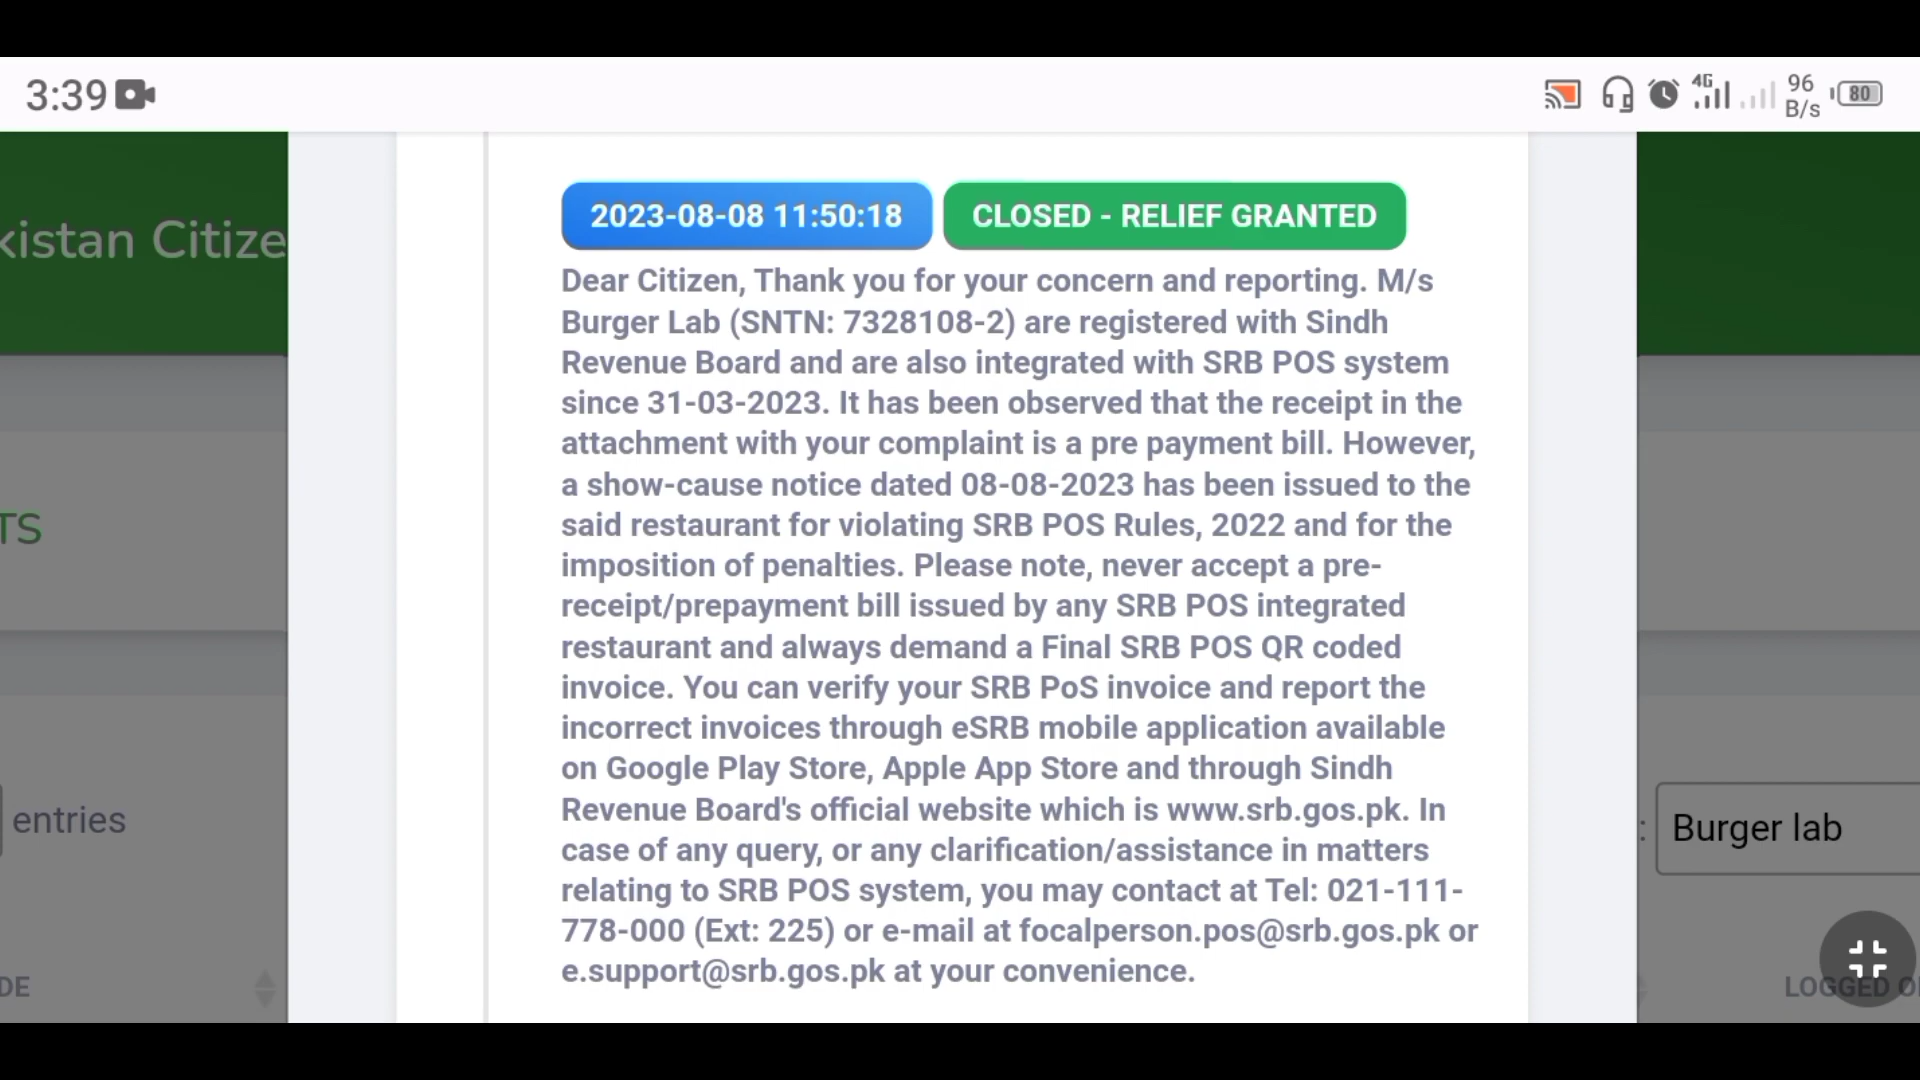 3:39
4G
96
B/s
80
kistan Citize
2023-08-08 11:50:18
CLOSED - RELIEF GRANTED
Dear Citizen, Thank you for your concern and reporting. M/s
Burger Lab (SNTN: 7328108-2) are registered with Sindh
Revenue Board and are also integrated with SRB POS system
since 31-03-2023. It has been observed that the receipt in the
attachment with your complaint is a pre payment bill. However,
a show-cause notice dated 08-08-2023 has been issued to the
said restaurant for violating SRB POS Rules, 2022 and for the
imposition of penalties. Please note, never accept a pre-
receipt/prepayment bill issued by any SRB POS integrated
restaurant and always demand a Final SRB POS QR coded
invoice. You can verify your SRB PoS invoice and report the
incorrect invoices through eSRB mobile application available
on Google Play Store, Apple App Store and through Sindh
Revenue Board's official website which is www.srb.gos.pk. In
case of any query, or any clarification/assistance in matters
relating to SRB POS system, you may contact at Tel: 021-111-
778-000 (Ext: 225) or e-mail at focalperson.pos@srb.gos.pk or
e.support@srb.gos.pk at your convenience.
TS
entries
: Burger lab
DE
LOGGED O